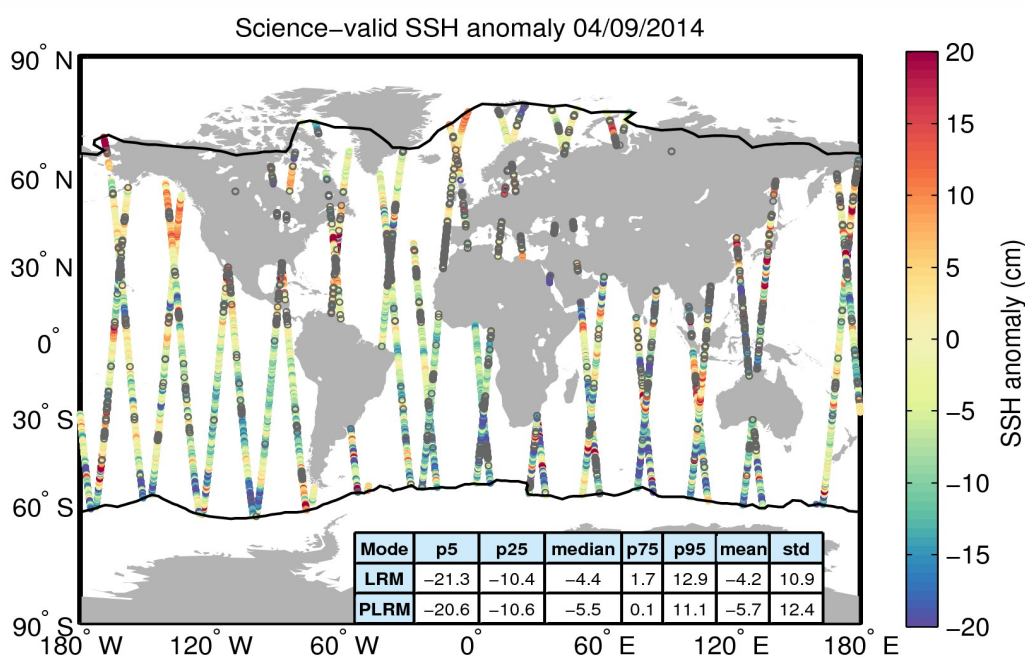 Science−valid SSH anomaly 04/09/2014
90° N
60° N
30° N
0°
30° S
60° S
90° S
180° W
120° W
60° W
0°
60° E
120° E
180° E
20
15
10
5
0
−5
−10
−15
−20
SSH anomaly (cm)
Mode p5 p25 median p75 p95 mean std
LRM −21.3 −10.4 −4.4 1.7 12.9 −4.2 10.9
PLRM −20.6 −10.6 −5.5 0.1 11.1 −5.7 12.4